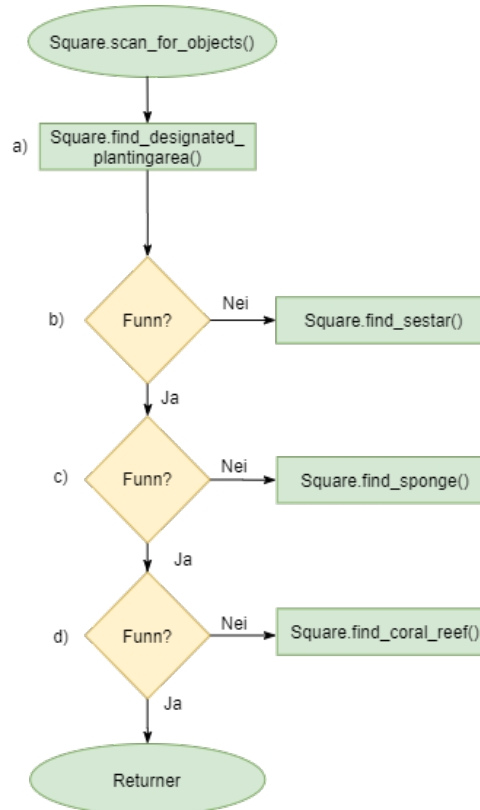 Square.scan_for_objects()
a)
Square.find_designated_
plantingarea()
b)
Funn?
Nei
Square.find_sestar()
Ja
c)
Funn?
Nei
Square.find_sponge()
Ja
d)
Funn?
Nei
Square.find_coral_reef()
Ja
Returner